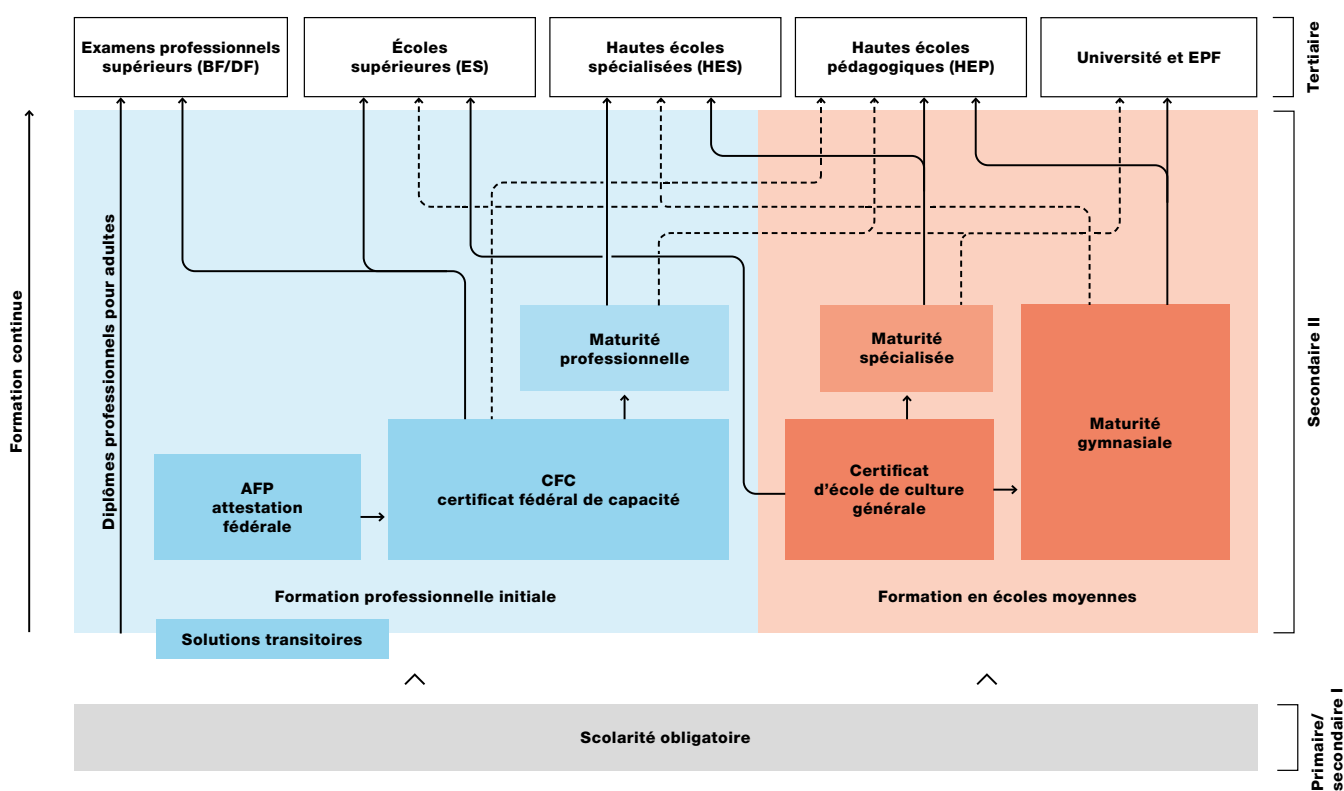 Examens professionnels
supérieurs (BF/DF)
Écoles
supérieures (ES)
Hautes écoles
spécialisées (HES)
Hautes écoles
pédagogiques (HEP)
Université et EPF
Tertiaire
Formation continue
Diplômes professionnels pour adultes
Maturité
professionnelle
Maturité
spécialisée
Maturité
gymnasiale
Secondaire II
AFP
attestation
fédérale
CFC
certificat fédéral de capacité
Certificat
d'école de culture
générale
Formation professionnelle initiale
Formation en écoles moyennes
Solutions transitoires
Scolarité obligatoire
Primaire/
secondaire I